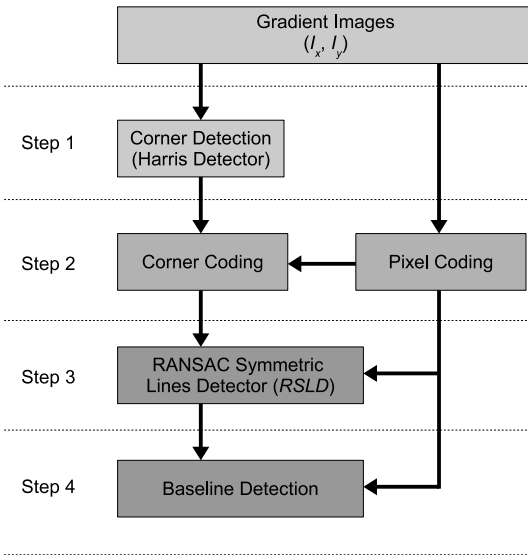 Gradient Images
(Ix, Iy)
Step 1
Corner Detection
(Harris Detector)
Step 2
Corner Coding
Pixel Coding
Step 3
RANSAC Symmetric
Lines Detector (RSLD)
Step 4
Baseline Detection